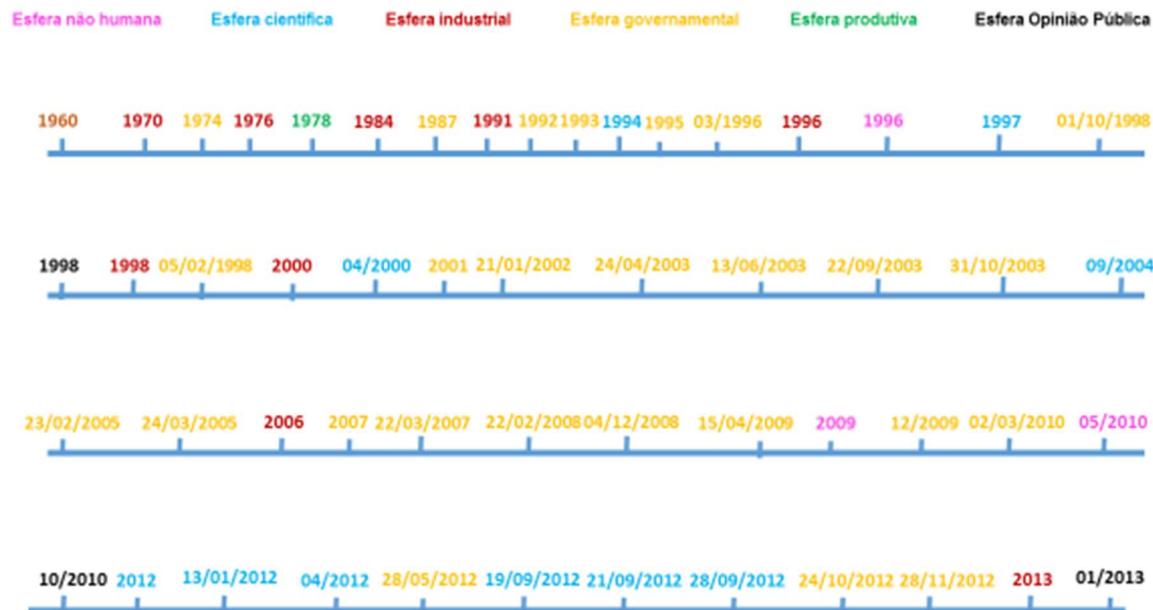 Esfera não humana Esfera científica Esfera industrial Esfera governamental Esfera produtiva Esfera Opinião Pública
1960 1970 1974 1976 1978 1984 1987 1991 1992 1993 1994 1995 03/1996 1996 1996 1997 01/10/1998
1998 1998 05/02/1998 2000 04/2000 2001 21/01/2002 24/04/2003 13/06/2003 22/09/2003 31/10/2003 09/2004
23/02/2005 24/03/2005 2006 2007 22/03/2007 22/02/2008 04/12/2008 15/04/2009 2009 12/2009 02/03/2010 05/2010
10/2010 2012 13/01/2012 04/2012 28/05/2012 19/09/2012 21/09/2012 28/09/2012 24/10/2012 28/11/2012 2013 01/2013